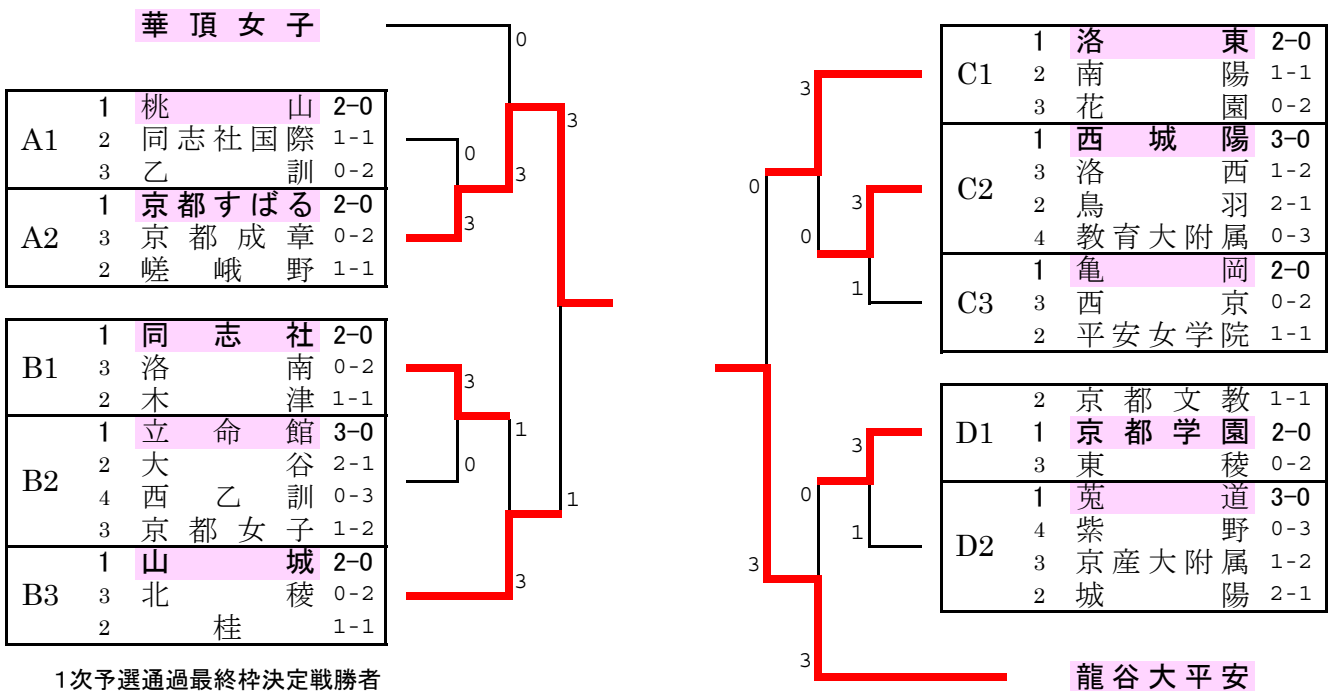 華頂女子
0
A1
1 桃山 2-0
2 同志社国際 1-1
3 乙訓 0-2
A2
1 京都すばる 2-0
3 京都成章 0-2
2 嵯峨野 1-1
0
3
3
3
B1
1 同志社 2-0
3 洛南 0-2
2 木津 1-1
B2
1 立命館 3-0
2 大谷 2-1
4 西乙訓 0-3
3 京都女子 1-2
B3
1 山城 2-0
3 北稜 0-2
2 桂 1-1
3
0
1
3
1
1次予選通過最終枠決定戦勝者
C1
1 洛東 2-0
2 南陽 1-1
3 花園 0-2
C2
1 西城陽 3-0
3 洛西 1-2
2 鳥羽 2-1
4 教育大附属 0-3
C3
1 亀岡 2-0
3 西京 0-2
2 平安女学院 1-1
3
0
3
0
1
D1
2 京都文教 1-1
1 京都学園 2-0
3 東稜 0-2
D2
1 莵道 3-0
4 紫野 0-3
3 京産大附属 1-2
2 城陽 2-1
3
0
1
3
3
龍谷大平安